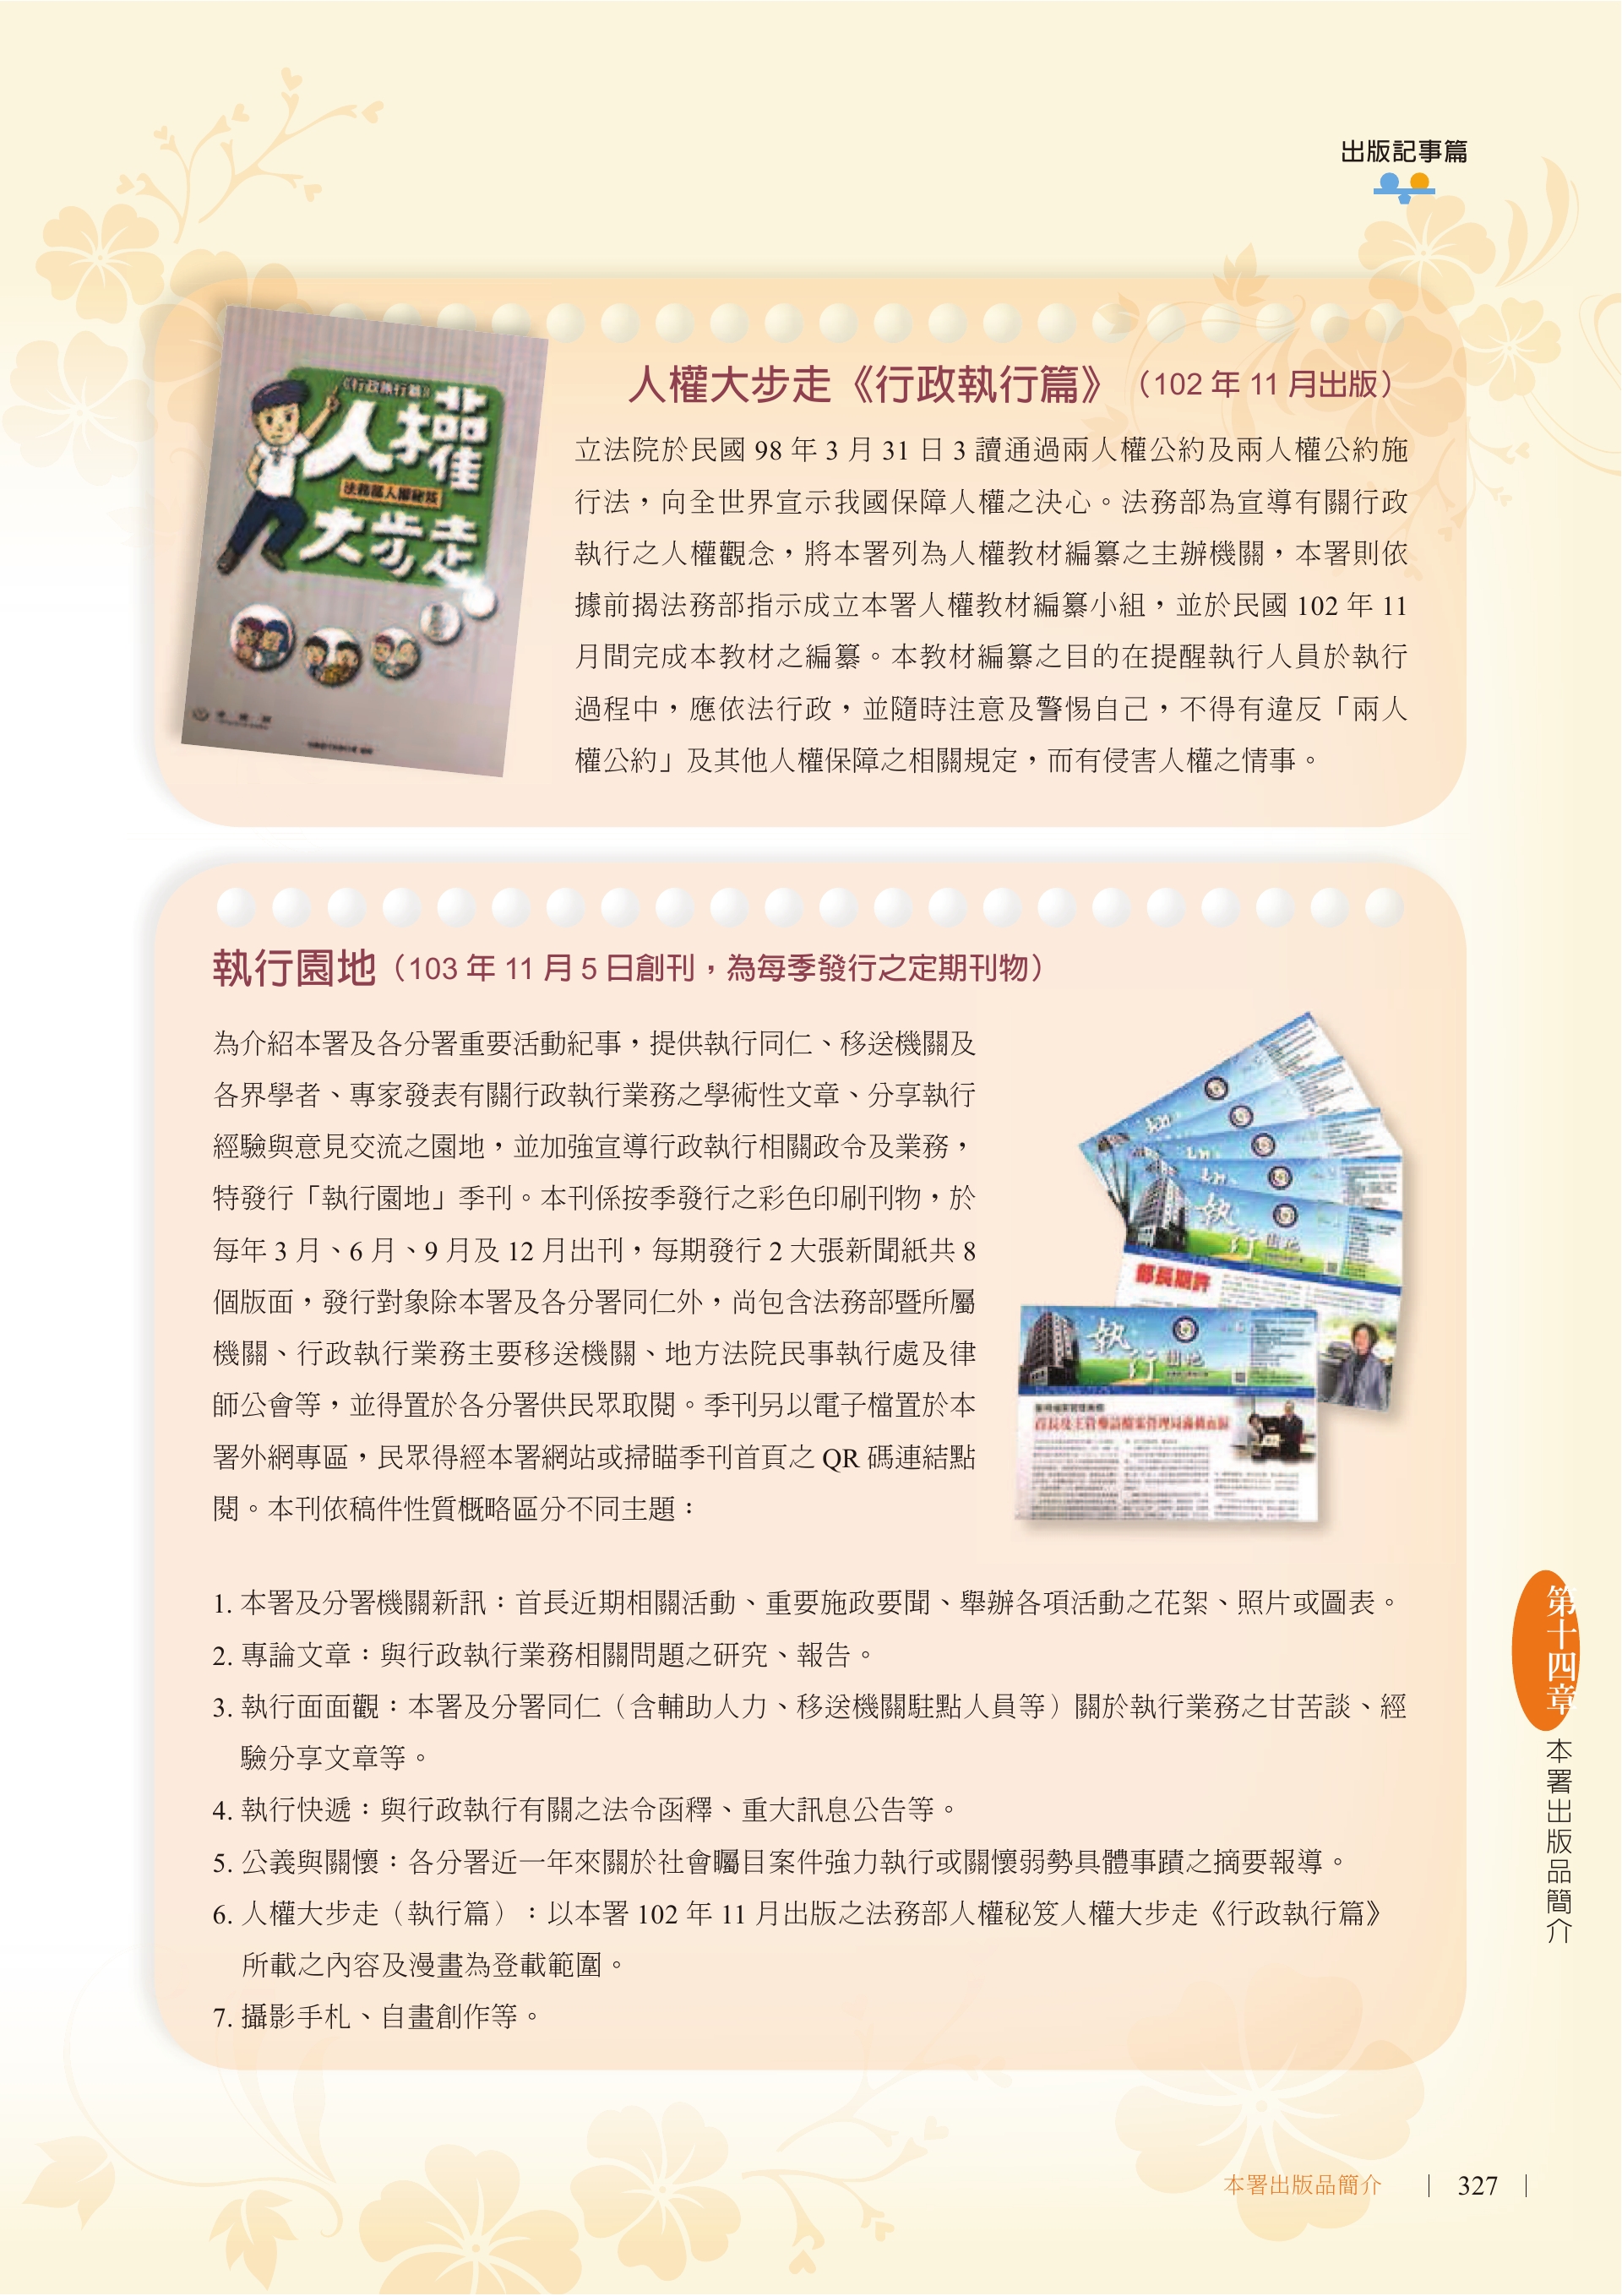 出版記事篇
《行政執行篇》
人權
法務部人權秘笈
大步走
人權大步走《行政執行篇》（102 年 11 月出版）
立法院於民國 98 年 3 月 31 日 3 讀通過兩人權公約及兩人權公約施
行法，向全世界宣示我國保障人權之決心。法務部為宣導有關行政
執行之人權觀念，將本署列為人權教材編纂之主辦機關，本署則依
據前揭法務部指示成立本署人權教材編纂小組，並於民國 102 年 11
月間完成本教材之編纂。本教材編纂之目的在提醒執行人員於執行
過程中，應依法行政，並隨時注意及警惕自己，不得有違反「兩人
權公約」及其他人權保障之相關規定，而有侵害人權之情事。
執行園地（103 年 11 月 5 日創刊，為每季發行之定期刊物）
為介紹本署及各分署重要活動紀事，提供執行同仁、移送機關及
各界學者、專家發表有關行政執行業務之學術性文章、分享執行
經驗與意見交流之園地，並加強宣導行政執行相關政令及業務，
特發行「執行園地」季刊。本刊係按季發行之彩色印刷刊物，於
每年 3 月、6 月、9 月及 12 月出刊，每期發行 2 大張新聞紙共 8
個版面，發行對象除本署及各分署同仁外，尚包含法務部暨所屬
機關、行政執行業務主要移送機關、地方法院民事執行處及律
師公會等，並得置於各分署供民眾取閱。季刊另以電子檔置於本
署外網專區，民眾得經本署網站或掃瞄季刊首頁之 QR 碼連結點
閱。本刊依稿件性質概略區分不同主題：
執行園地
部長期許
執行園地
1. 本署及分署機關新訊：首長近期相關活動、重要施政要聞、舉辦各項活動之花絮、照片或圖表。
2. 專論文章：與行政執行業務相關問題之研究、報告。
3. 執行面面觀：本署及分署同仁（含輔助人力、移送機關駐點人員等）關於執行業務之甘苦談、經
驗分享文章等。
4. 執行快遞：與行政執行有關之法令函釋、重大訊息公告等。
5. 公義與關懷：各分署近一年來關於社會矚目案件強力執行或關懷弱勢具體事蹟之摘要報導。
6. 人權大步走（執行篇）：以本署 102 年 11 月出版之法務部人權秘笈人權大步走《行政執行篇》
所載之內容及漫畫為登載範圍。
7. 攝影手札、自畫創作等。
第十四章
本署出版品簡介
本署出版品簡介 | 327 |